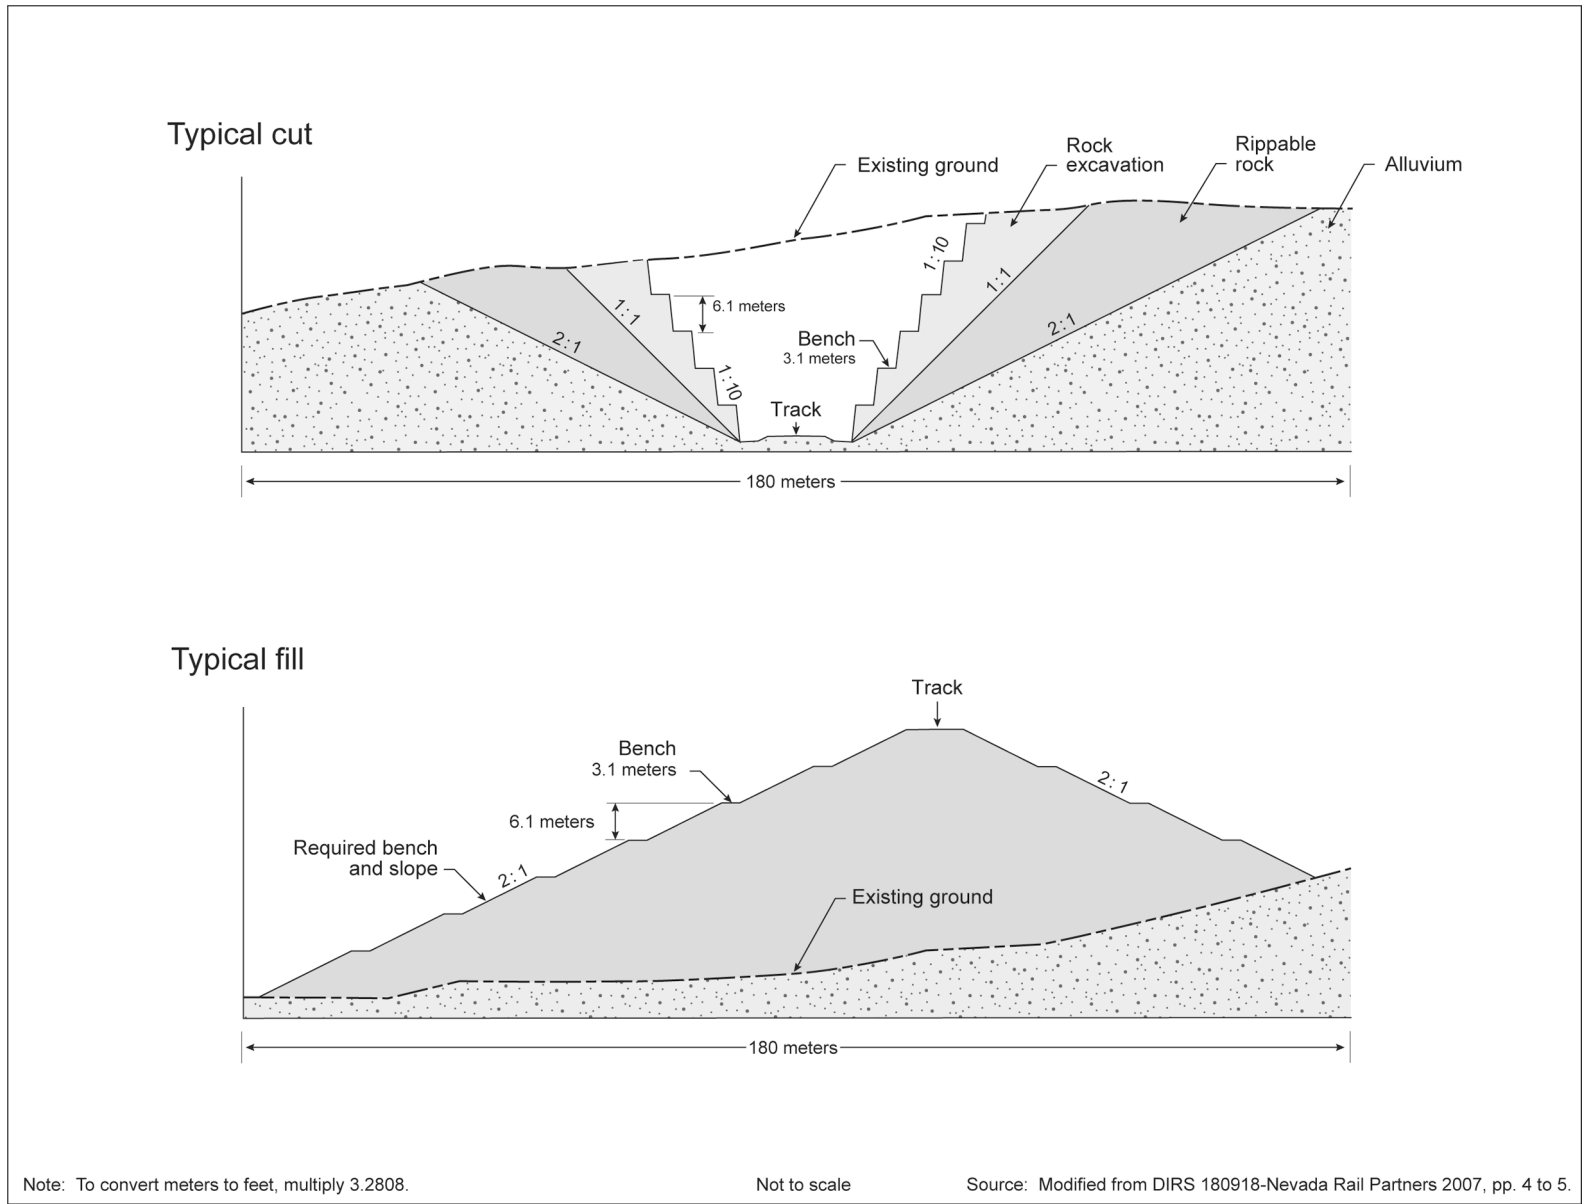 Typical cut
Existing ground
Rock
excavation
Rippable
rock
Alluvium
1:10
1:1
2:1
6.1 meters
1:1
2:1
1:10
Bench
3.1 meters
Track
180 meters
Typical fill
Track
Bench
3.1 meters
2:1
6.1 meters
Required bench
and slope
2:1
Existing ground
180 meters
Note: To convert meters to feet, multiply 3.2808.
Not to scale
Source: Modified from DIRS 180918-Nevada Rail Partners 2007, pp. 4 to 5.